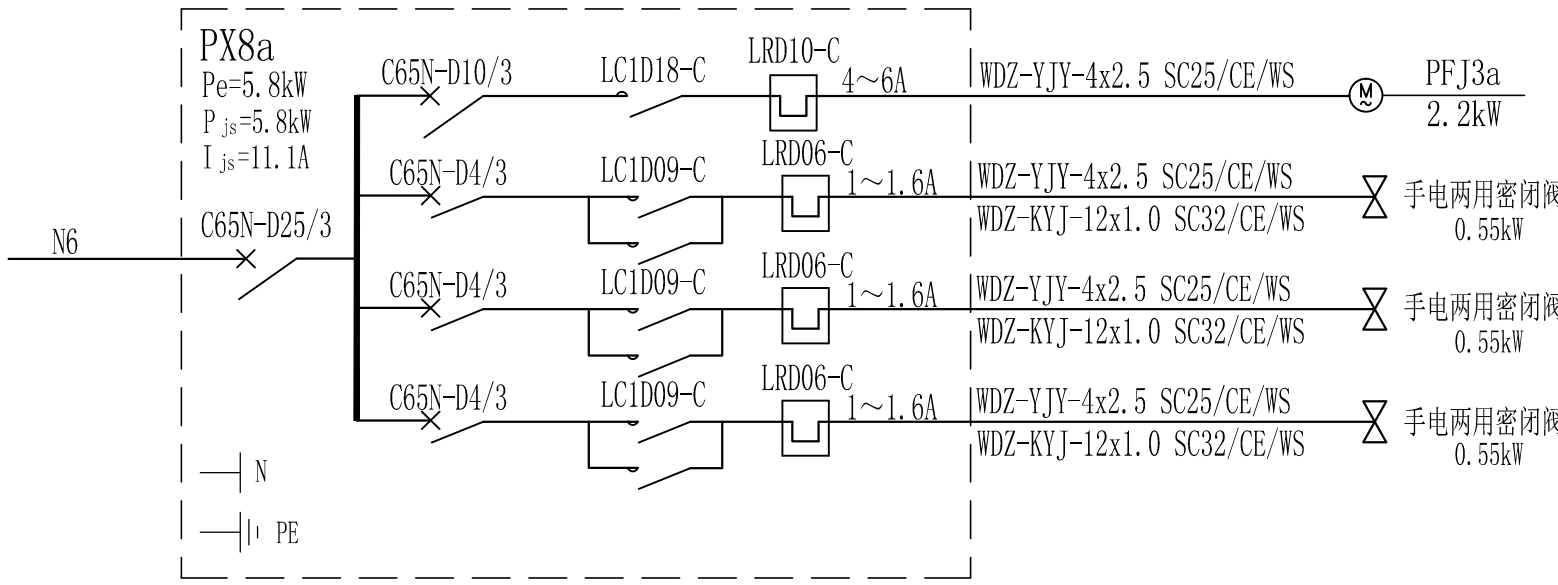 PX8a
Pe=5.8kW
P js=5.8kW
I js=11.1A
C65N-D25/3
N6
C65N-D10/3
LC1D18-C
LRD10-C
4～6A
WDZ-YJY-4x2.5 SC25/CE/WS
M
~
PFJ3a
2.2kW
C65N-D4/3
LC1D09-C
LRD06-C
1～1.6A
WDZ-YJY-4x2.5 SC25/CE/WS
WDZ-KYJ-12x1.0 SC32/CE/WS
手电两用密闭阀
0.55kW
C65N-D4/3
LC1D09-C
LRD06-C
1～1.6A
WDZ-YJY-4x2.5 SC25/CE/WS
WDZ-KYJ-12x1.0 SC32/CE/WS
手电两用密闭阀
0.55kW
C65N-D4/3
LC1D09-C
LRD06-C
1～1.6A
WDZ-YJY-4x2.5 SC25/CE/WS
WDZ-KYJ-12x1.0 SC32/CE/WS
手电两用密闭阀
0.55kW
N
PE